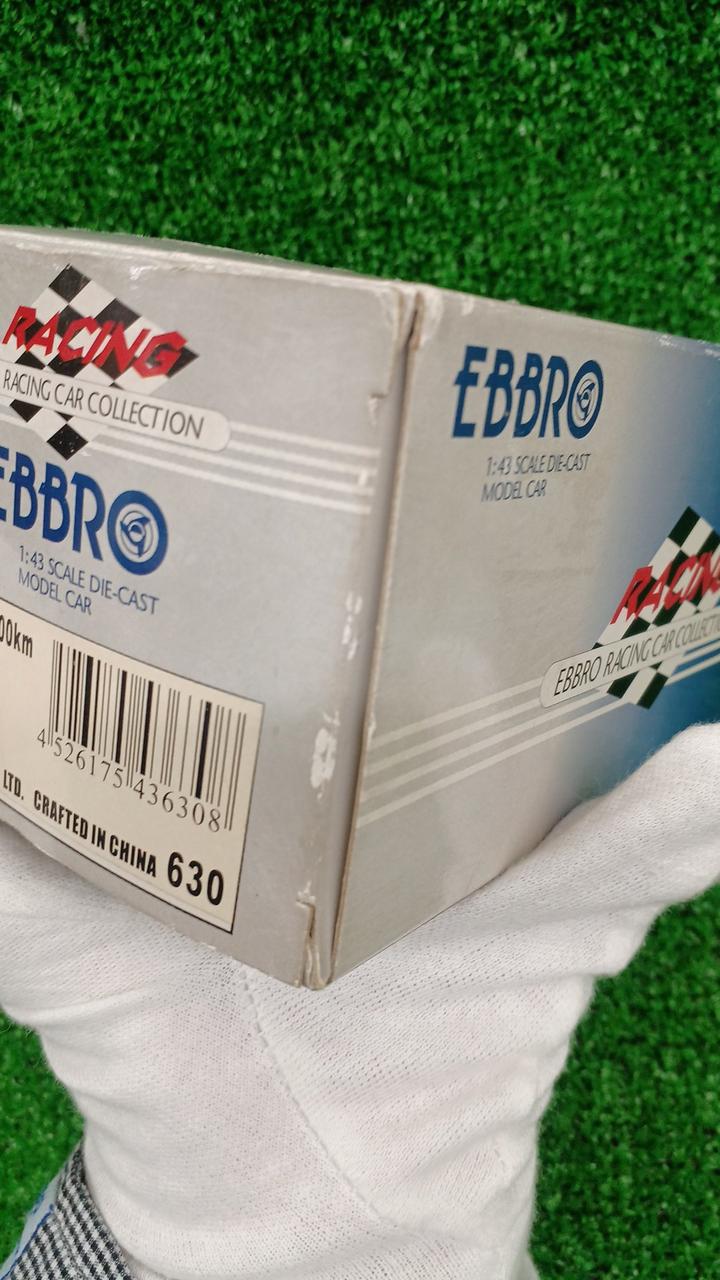 RACING
RACING CAR COLLECTION
EBBRO
1:43 SCALE DIE-CAST
MODEL CAR
00km
4 526175 436308
LTD. CRAFTED IN CHINA 630
EBBRO
1:43 SCALE DIE-CAST
MODEL CAR
RACING
EBBRO RACING CAR COLLECTI